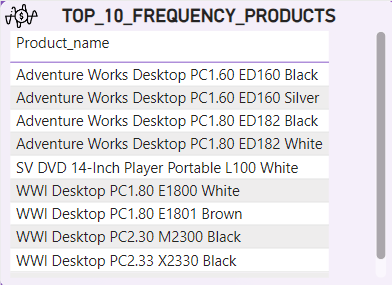 TOP_10_FREQUENCY_PRODUCTS
Product_name
Adventure Works Desktop PC1.60 ED160 Black
Adventure Works Desktop PC1.60 ED160 Silver
Adventure Works Desktop PC1.80 ED182 Black
Adventure Works Desktop PC1.80 ED182 White
SV DVD 14-Inch Player Portable L100 White
WWI Desktop PC1.80 E1800 White
WWI Desktop PC1.80 E1801 Brown
WWI Desktop PC2.30 M2300 Black
WWI Desktop PC2.33 X2330 Black